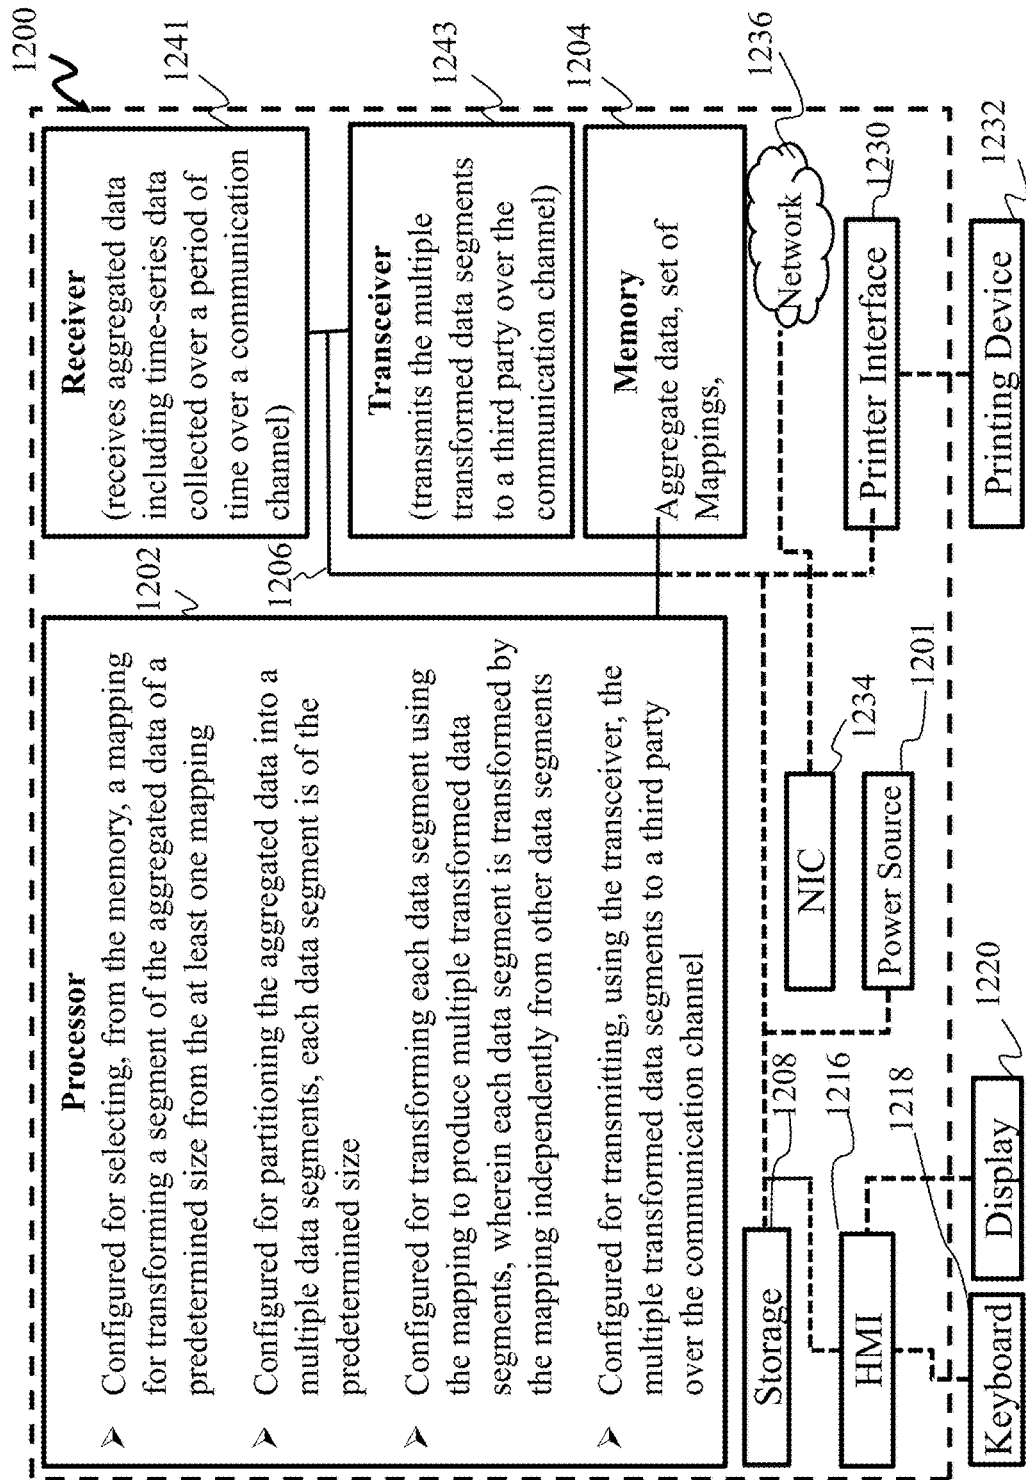 1200
Processor
➢ Configured for selecting, from the memory, a mapping
for transforming a segment of the aggregated data of a
predetermined size from the at least one mapping
➢ Configured for partitioning the aggregated data into a
multiple data segments, each data segment is of the
predetermined size
➢ Configured for transforming each data segment using
the mapping to produce multiple transformed data
segments, wherein each data segment is transformed by
the mapping independently from other data segments
➢ Configured for transmitting, using the transceiver, the
multiple transformed data segments to a third party
over the communication channel
1202
1206
Receiver
(receives aggregated data
including time-series data
collected over a period of
time over a communication
channel)
1241
Transceiver
(transmits the multiple
transformed data segments
to a third party over the
communication channel)
1243
Memory
Aggregate data, set of
Mappings,
1204
Storage
1208
HMI
1216
1218
NIC
1234
Power Source
1201
Network
1236
Printer Interface
1230
Keyboard
Display
1220
Printing Device
1232